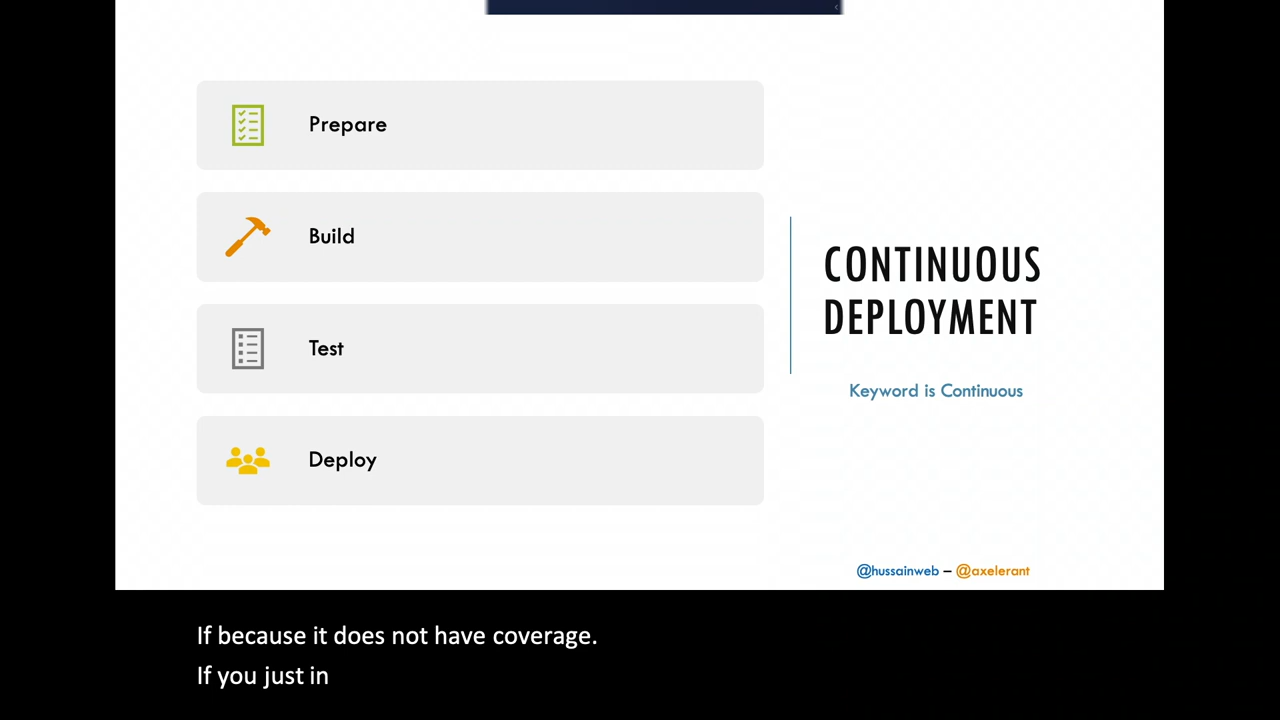 Prepare
Build
Test
Deploy
CONTINUOUS
DEPLOYMENT
Keyword is Continuous
@hussainweb – @axelerant
If because it does not have coverage.
If you just in